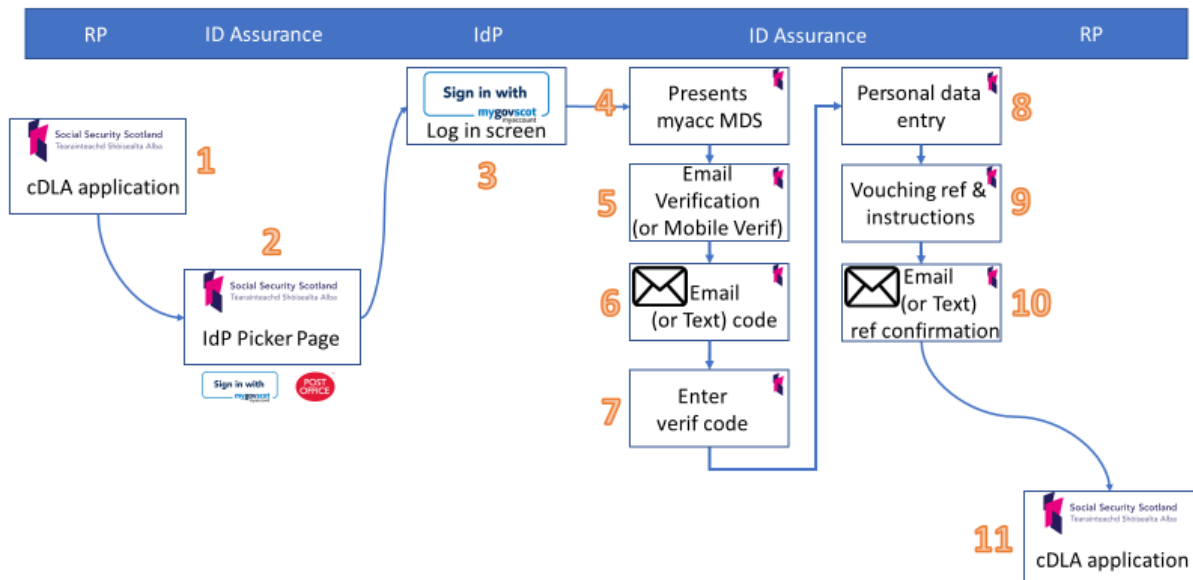 RP
ID Assurance
IdP
ID Assurance
RP
Social Security Scotland
Tèarainteachd Shòisealta Alba
cDLA application
1
2
Social Security Scotland
Tèarainteachd Shòisealta Alba
IdP Picker Page
Sign in with
mygovscot
myaccount
POST
OFFICE
Sign in with
mygovscot
myaccount
Log in screen
3
4
Presents
myacc MDS
5
Email
Verification
(or Mobile Verif)
6
Email
(or Text) code
7
Enter
verif code
Personal data
entry
8
Vouching ref &
instructions
9
Email
(or Text)
ref confirmation
10
11
Social Security Scotland
Tèarainteachd Shòisealta Alba
cDLA application